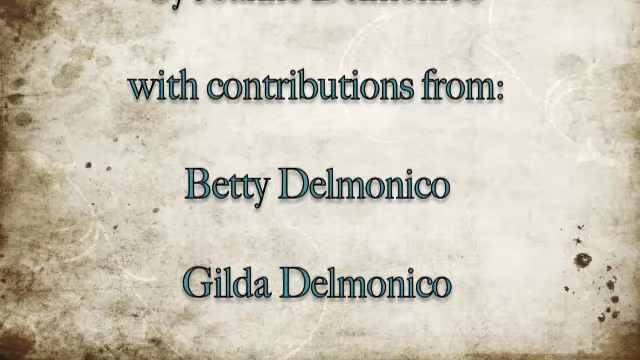 with contributions from:
Betty Delmonico
Gilda Delmonico